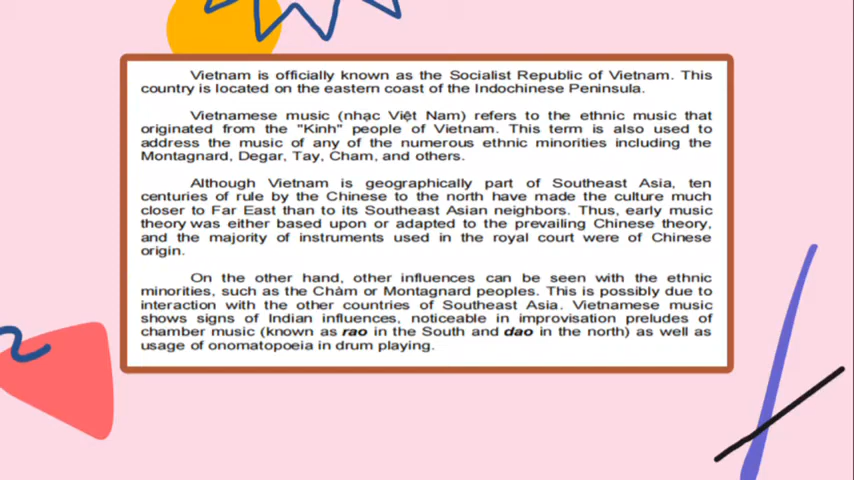 Vietnam is officially known as the Socialist Republic of Vietnam. This
country is located on the eastern coast of the Indochinese Peninsula.
Vietnamese music (nhạc Việt Nam) refers to the ethnic music that
originated from the "Kinh" people of Vietnam. This term is also used to
address the music of any of the numerous ethnic minorities including the
Montagnard, Degar, Tay, Cham, and others.
Although Vietnam is geographically part of Southeast Asia, ten
centuries of rule by the Chinese to the north have made the culture much
closer to Far East than to its Southeast Asian neighbors. Thus, early music
theory was either based upon or adapted to the prevailing Chinese theory,
and the majority of instruments used in the royal court were of Chinese
origin.
On the other hand, other influences can be seen with the ethnic
minorities, such as the Chàm or Montagnard peoples. This is possibly due to
interaction with the other countries of Southeast Asia. Vietnamese music
shows signs of Indian influences, noticeable in improvisation preludes of
chamber music (known as rao in the South and dao in the north) as well as
usage of onomatopoeia in drum playing.